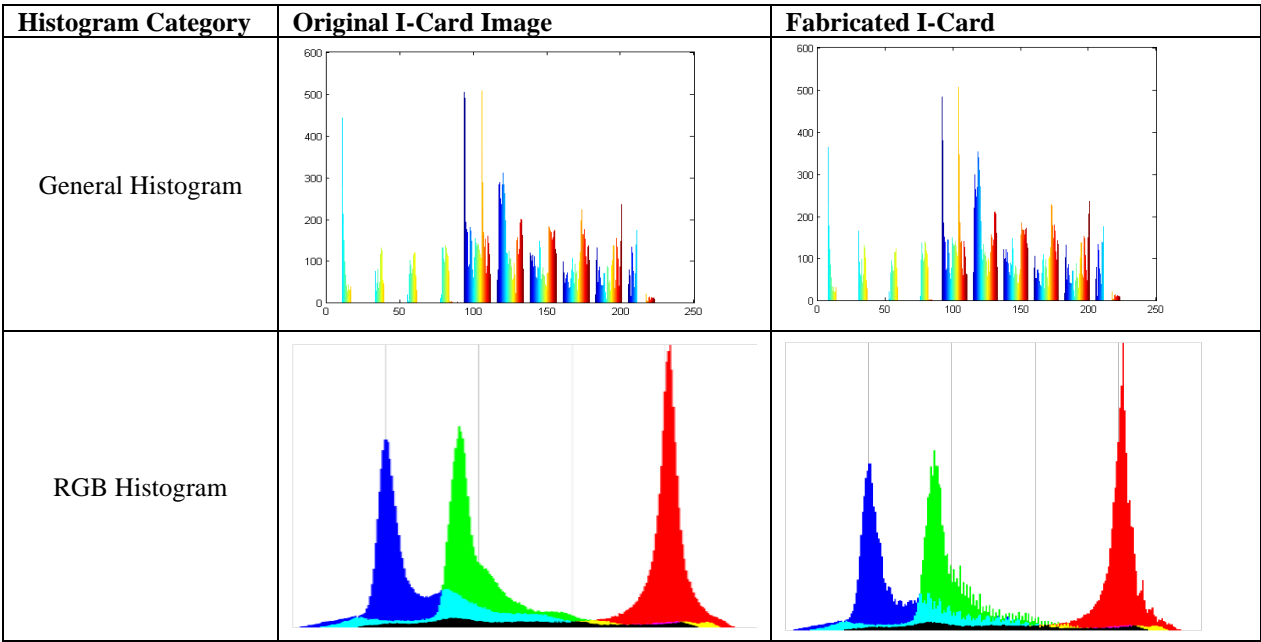 Histogram Category Original I-Card Image Fabricated I-Card
General Histogram
600
500
400
300
200
100
0
0 50 100 150 200 250
600
500
400
300
200
100
0
0 50 100 150 200 250
RGB Histogram